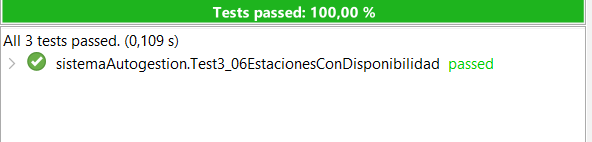 Tests passed: 100,00 %
All 3 tests passed. (0,109 s)
sistemaAutogestion.Test3_06EstacionesConDisponibilidad passed